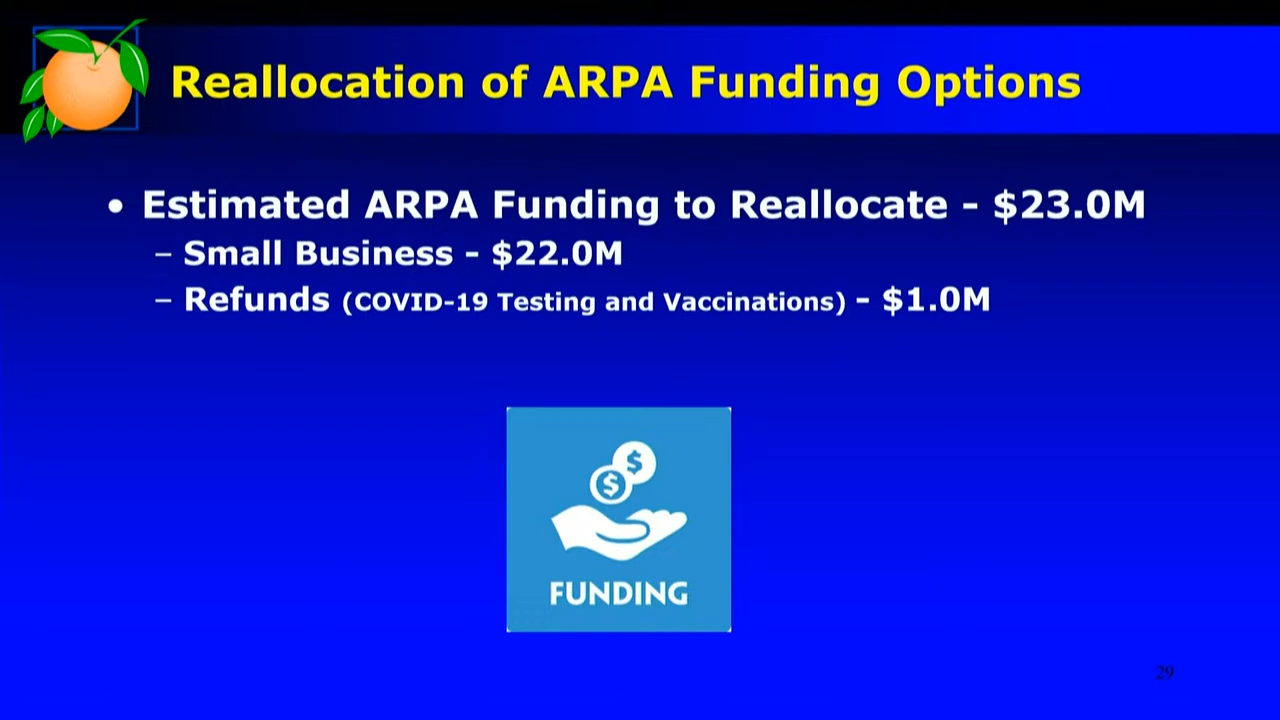 Reallocation of ARPA Funding Options
• Estimated ARPA Funding to Reallocate - $23.0M
– Small Business - $22.0M
– Refunds (COVID-19 Testing and Vaccinations) - $1.0M
$
$
FUNDING
29